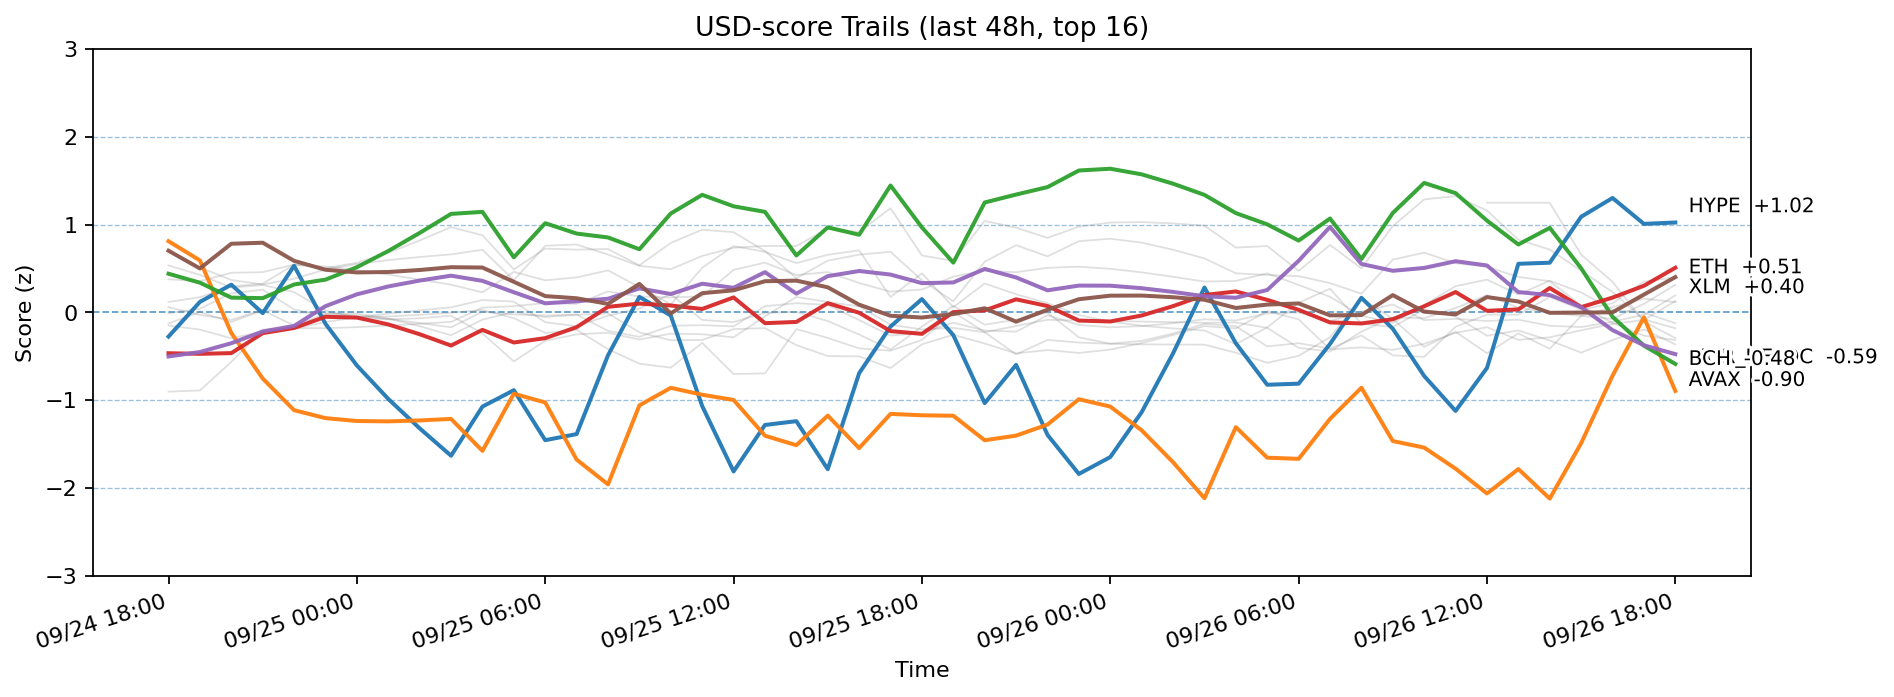 USD-score Trails (last 48h, top 16)
Score (z)
3
2
1
0
−1
−2
−3
HYPE +1.02
ETH +0.51
XLM +0.40
BCH -0.48
-0.59
AVAX -0.90
09/24 18:00
09/25 00:00
09/25 06:00
09/25 12:00
09/25 18:00
09/26 00:00
09/26 06:00
09/26 12:00
09/26 18:00
Time